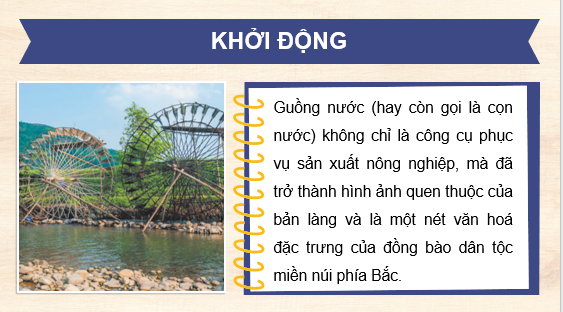 KHỞI ĐỘNG
Guồng nước (hay còn gọi là cọn
nước) không chỉ là công cụ phục
vụ sản xuất nông nghiệp, mà đã
trở thành hình ảnh quen thuộc của
bản làng và là một nét văn hoá
đặc trưng của đồng bào dân tộc
miền núi phía Bắc.